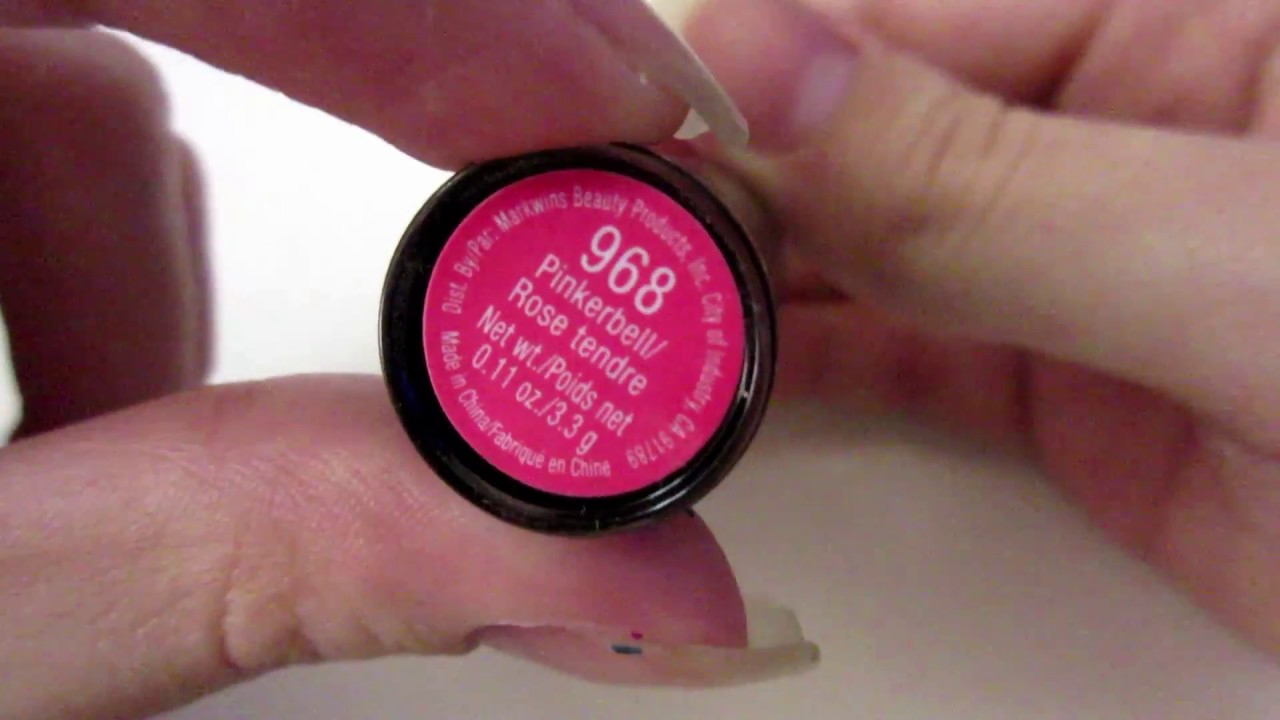 968
Pinkerbell/
Rose tendre
Net wt./Poids net
0.11 oz./3.3 g
Dist. By/Par: Markwins Beauty Products, Inc. City of Industry, CA 91789
Made in China/Fabriqué en Chine